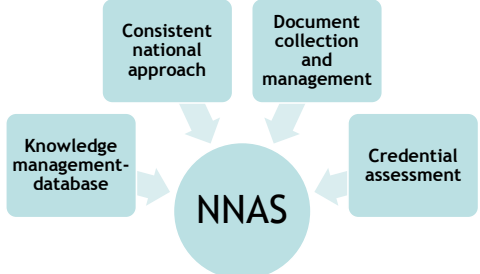 Consistent
national
approach
Document
collection
and
management
Knowledge
management-
database
Credential
assessment
NNAS